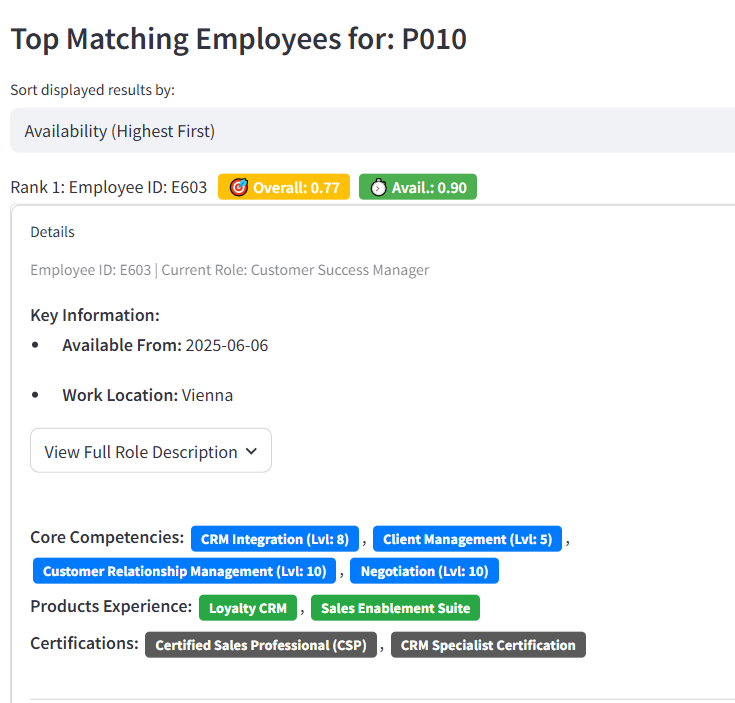 Top Matching Employees for: P010
Sort displayed results by:
Availability (Highest First)
Rank 1: Employee ID: E603 🎯 Overall: 0.77 ⏱ Avail.: 0.90
Details
Employee ID: E603 | Current Role: Customer Success Manager
Key Information:
• Available From: 2025-06-06
• Work Location: Vienna
View Full Role Description
Core Competencies: CRM Integration (Lvl: 8) , Client Management (Lvl: 5) ,
Customer Relationship Management (Lvl: 10) , Negotiation (Lvl: 10)
Products Experience: Loyalty CRM , Sales Enablement Suite
Certifications: Certified Sales Professional (CSP) , CRM Specialist Certification